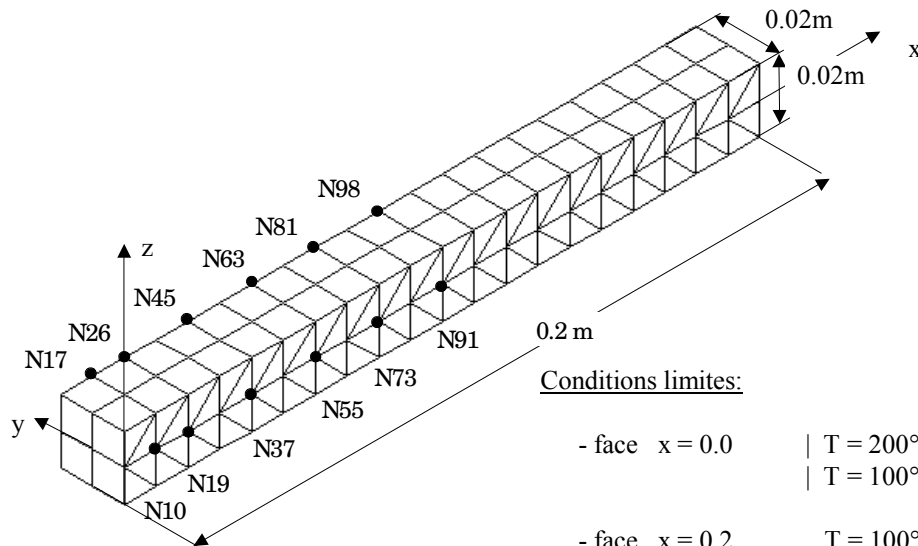 0.02m
x
0.02m
N98
N81
z
N63
N45
N26
N17
0.2 m
N91
N73
y
N55
N37
N19
N10
Conditions limites:
- face x = 0.0 | T = 200°
| T = 100°
- face x = 0.2 T = 100°